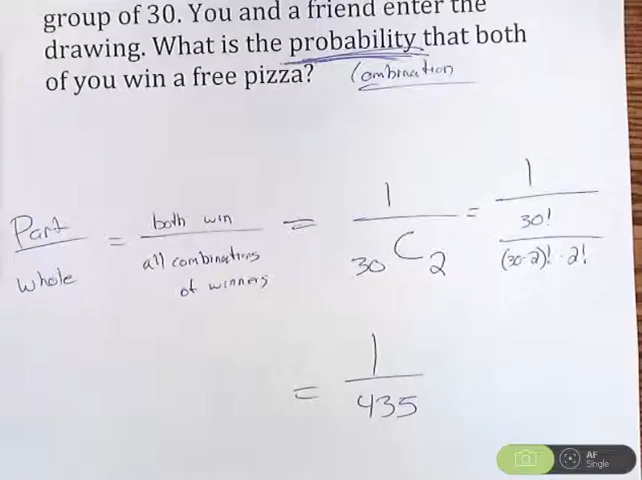 group of 30. You and a friend enter the
drawing. What is the probability that both
of you win a free pizza? Combination
Part / Whole = both win / all combinations of winners = 1 / 30 C 2 = 1 / (30! / (30-2)! · 2!)
= 1 / 435
AF
Single